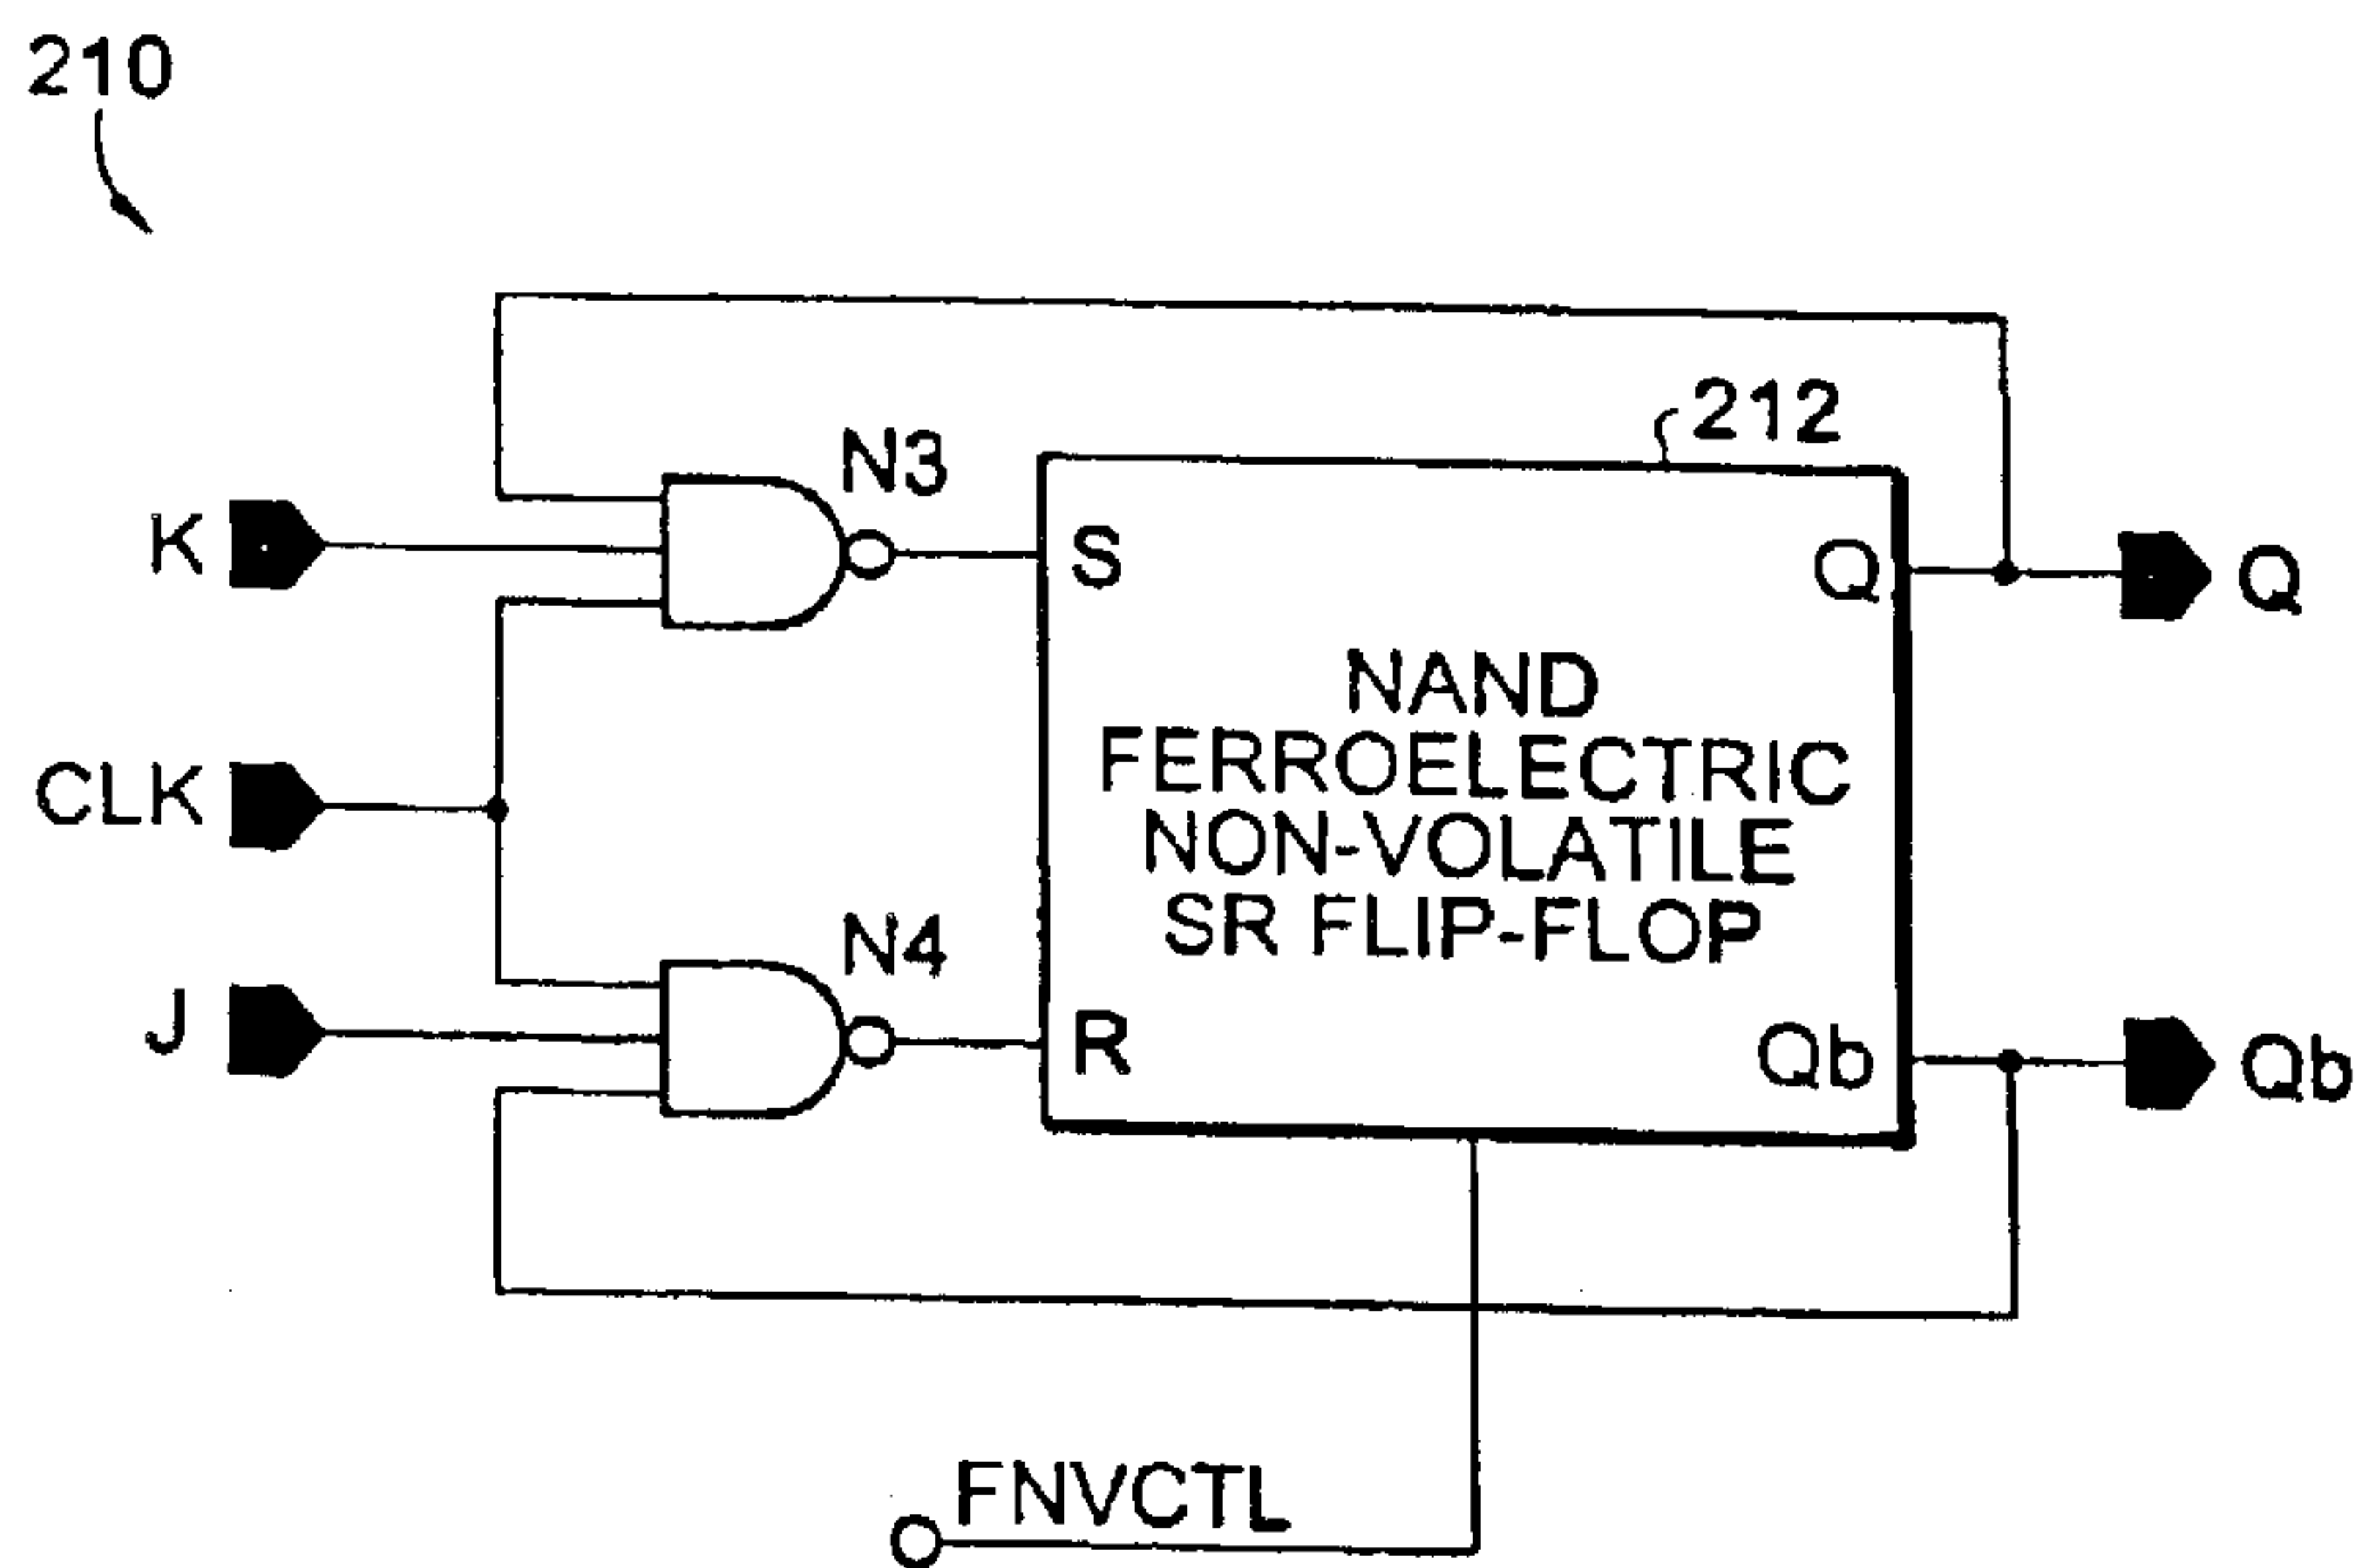 210
212
N3
K
S
Q
Q
NAND
FERROELECTRIC
NON-VOLATILE
SR FLIP-FLOP
CLK
N4
J
R
Qb
Qb
FNVCTL